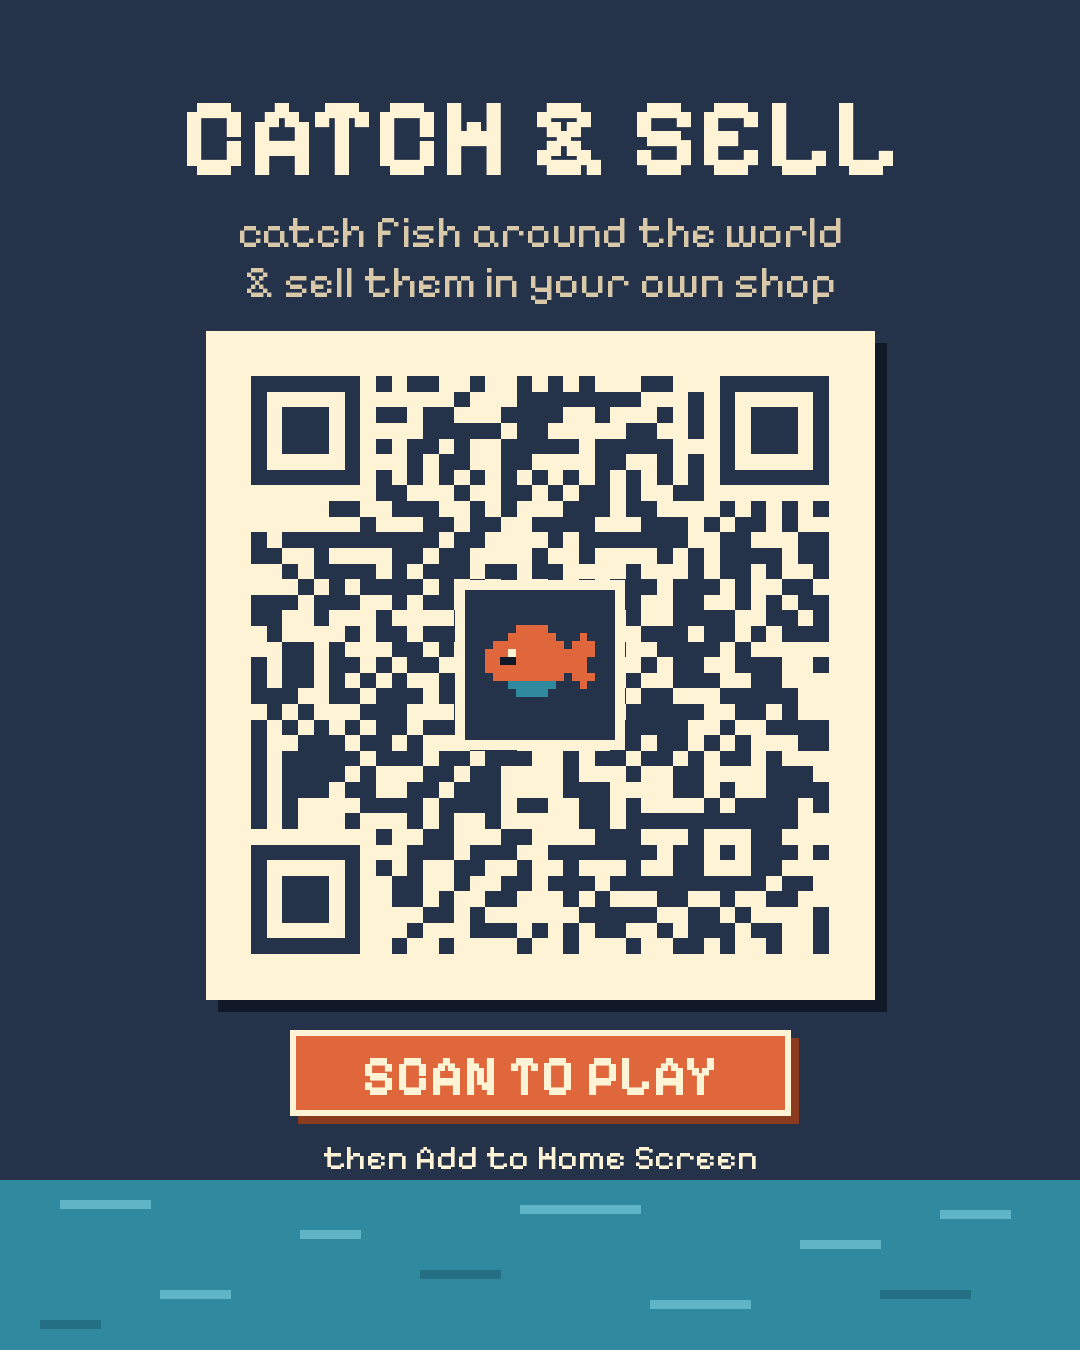 CATCH & SELL
catch fish around the world
& sell them in your own shop
SCAN TO PLAY
then Add to Home Screen